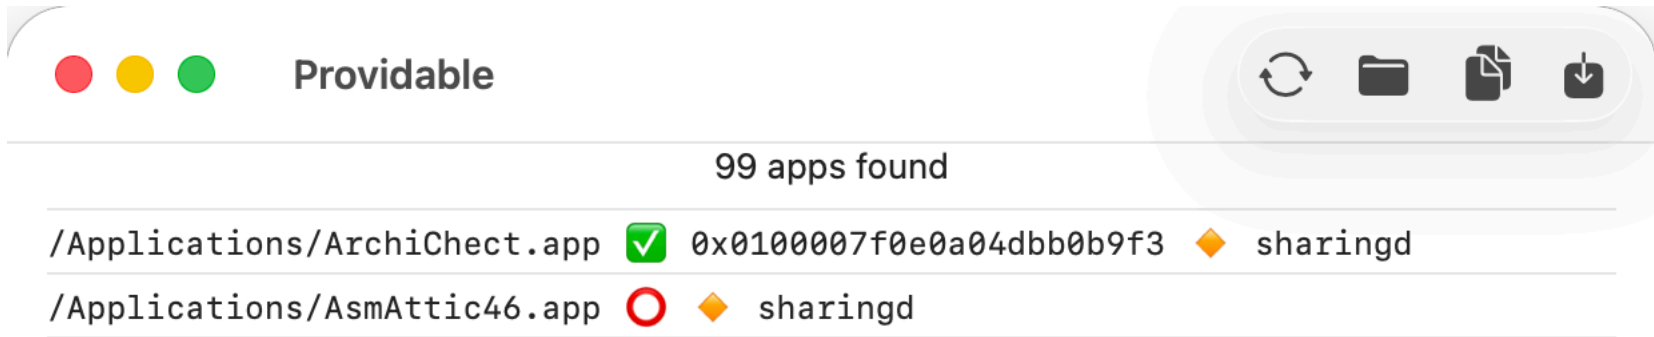 Providable
99 apps found
/Applications/ArchiChect.app ✅ 0x0100007f0e0a04dbb0b9f3 🔸 sharingd
/Applications/AsmAttic46.app ⭕ 🔸 sharingd